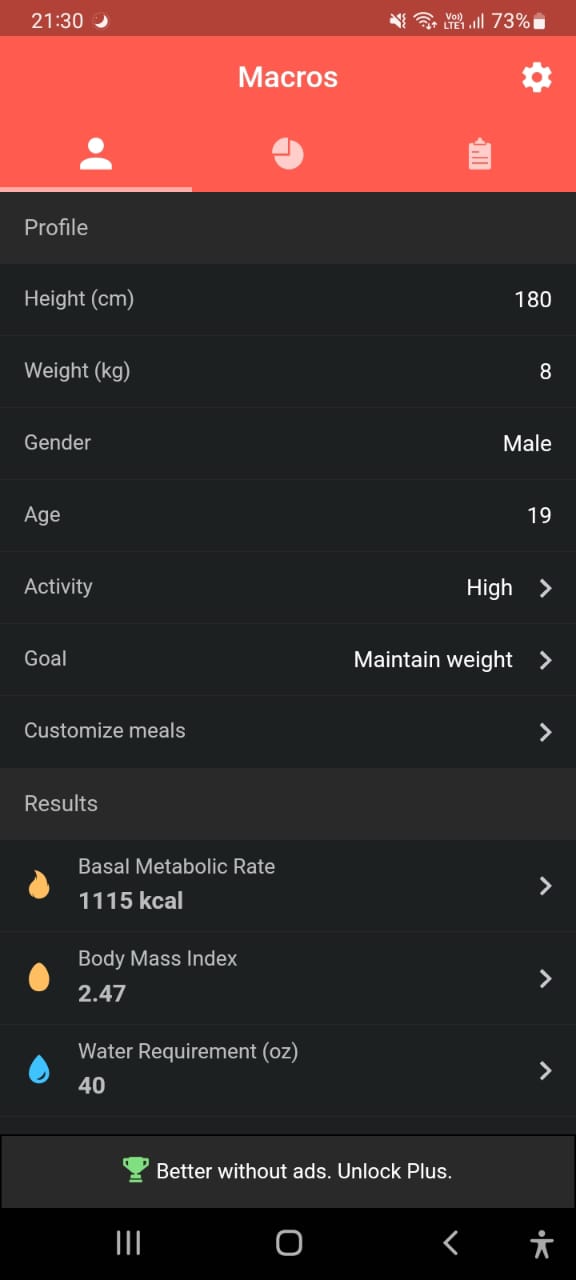 21:30 Vo)) LTE1 73%
Macros
Profile
Height (cm) 180
Weight (kg) 8
Gender Male
Age 19
Activity High
Goal Maintain weight
Customize meals
Results
Basal Metabolic Rate
1115 kcal
Body Mass Index
2.47
Water Requirement (oz)
40
Better without ads. Unlock Plus.